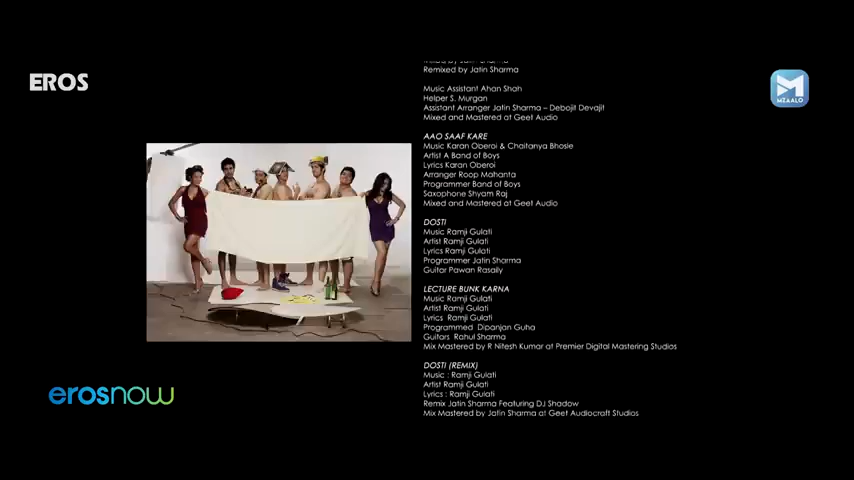 EROS
MZAALO
Remixed by Jatin Sharma
Music Assistant Ahan Shah
Helper S. Murgan
Assistant Arranger Jatin Sharma – Debojit Devajit
Mixed and Mastered at Geet Audio
AAO SAAF KARE
Music Karan Oberoi & Chaitanya Bhosle
Artist A Band of Boys
Lyrics Karan Oberoi
Arranger Roop Mahanta
Programmer Band of Boys
Saxophone Shyam Raj
Mixed and Mastered at Geet Audio
DOSTI
Music Ramji Gulati
Artist Ramji Gulati
Lyrics Ramji Gulati
Programmer Jatin Sharma
Guitar Pawan Rasaily
LECTURE BUNK KARNA
Music Ramji Gulati
Artist Ramji Gulati
Lyrics Ramji Gulati
Programmed Dipanjan Guha
Guitars Rahul Sharma
Mix Mastered by R Nitesh Kumar at Premier Digital Mastering Studios
DOSTI (REMIX)
Music : Ramji Gulati
Artist Ramji Gulati
Lyrics : Ramji Gulati
Remix Jatin Sharma Featuring DJ Shadow
Mix Mastered by Jatin Sharma at Geet Audiocraft Studios
erosnow